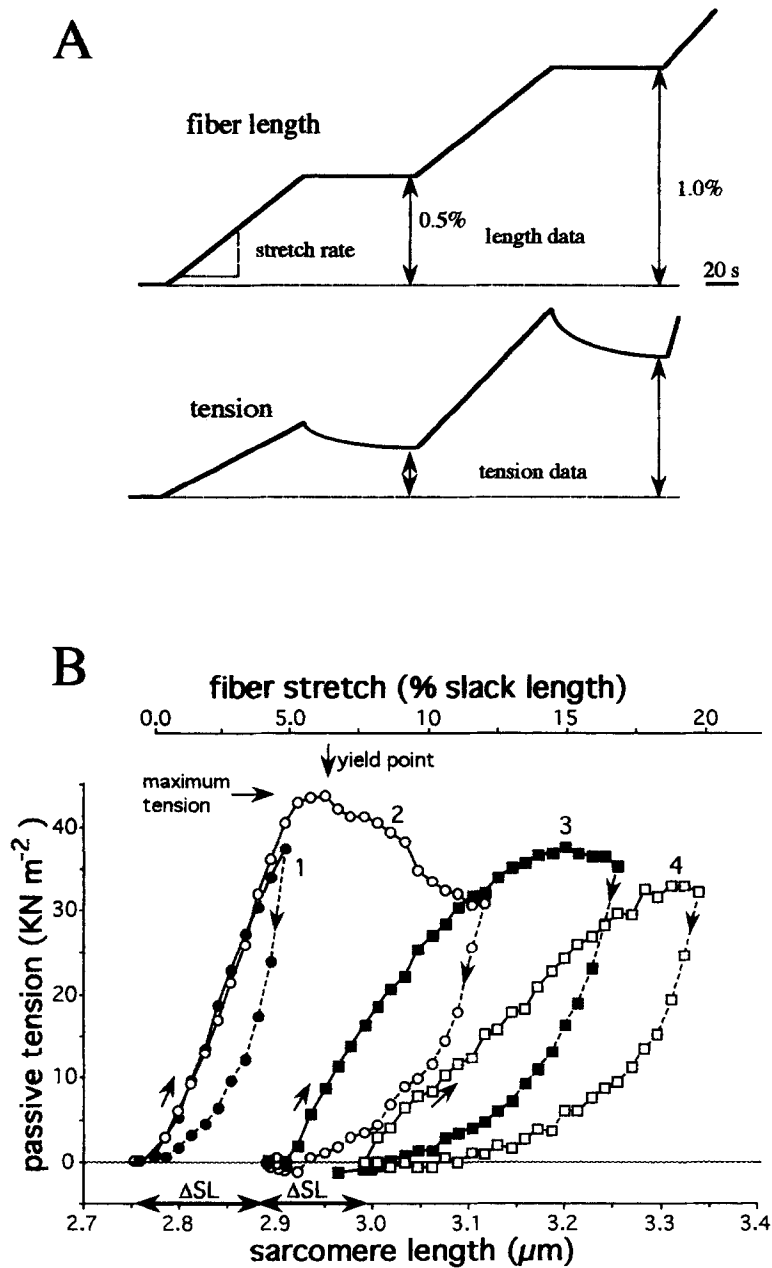 A
fiber length
1.0%
0.5%
length data
stretch rate
20 s
tension
tension data
B
fiber stretch (% slack length)
0.0 5.0 10 15 20
yield point
maximum
tension
2
3
1
4
passive tension (KN m-2)
40
30
20
10
0
ΔSL ΔSL
2.7 2.8 2.9 3.0 3.1 3.2 3.3 3.4
sarcomere length (µm)